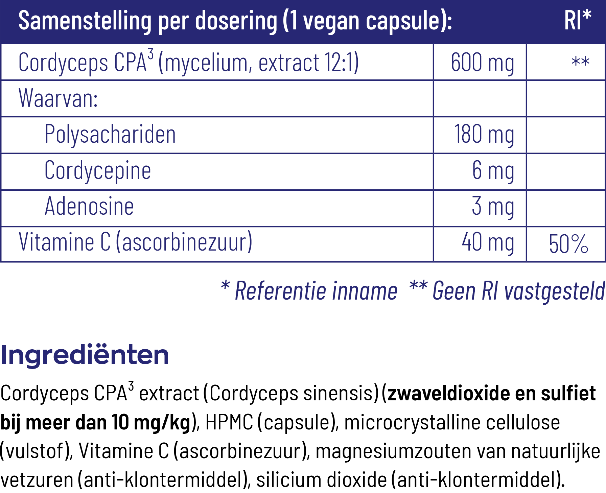 Samenstelling per dosering (1 vegan capsule): RI*
Cordyceps CPA³ (mycelium, extract 12:1) 600 mg **
Waarvan:
Polysachariden 180 mg
Cordycepine 6 mg
Adenosine 3 mg
Vitamine C (ascorbinezuur) 40 mg 50%
* Referentie inname ** Geen RI vastgesteld
Ingrediënten
Cordyceps CPA³ extract (Cordyceps sinensis) (zwaveldioxide en sulfiet
bij meer dan 10 mg/kg), HPMC (capsule), microcrystalline cellulose
(vulstof), Vitamine C (ascorbinezuur), magnesiumzouten van natuurlijke
vetzuren (anti-klontermiddel), silicium dioxide (anti-klontermiddel).